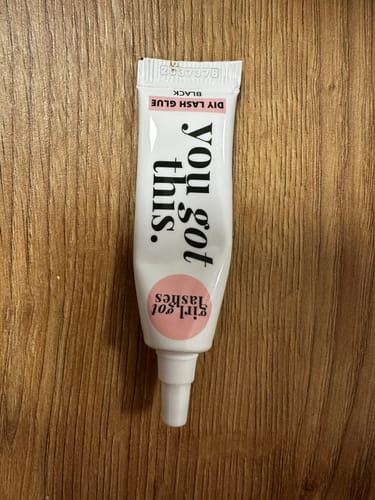 DIY LASH GLUE
BLACK
you got
this.
girl got
lashes